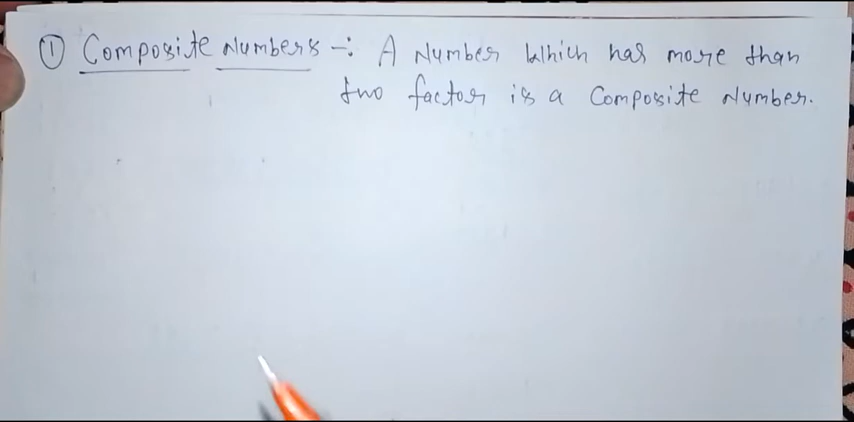 ① Composite Numbers -: A Number Which has more than
two factor is a Composite Number.